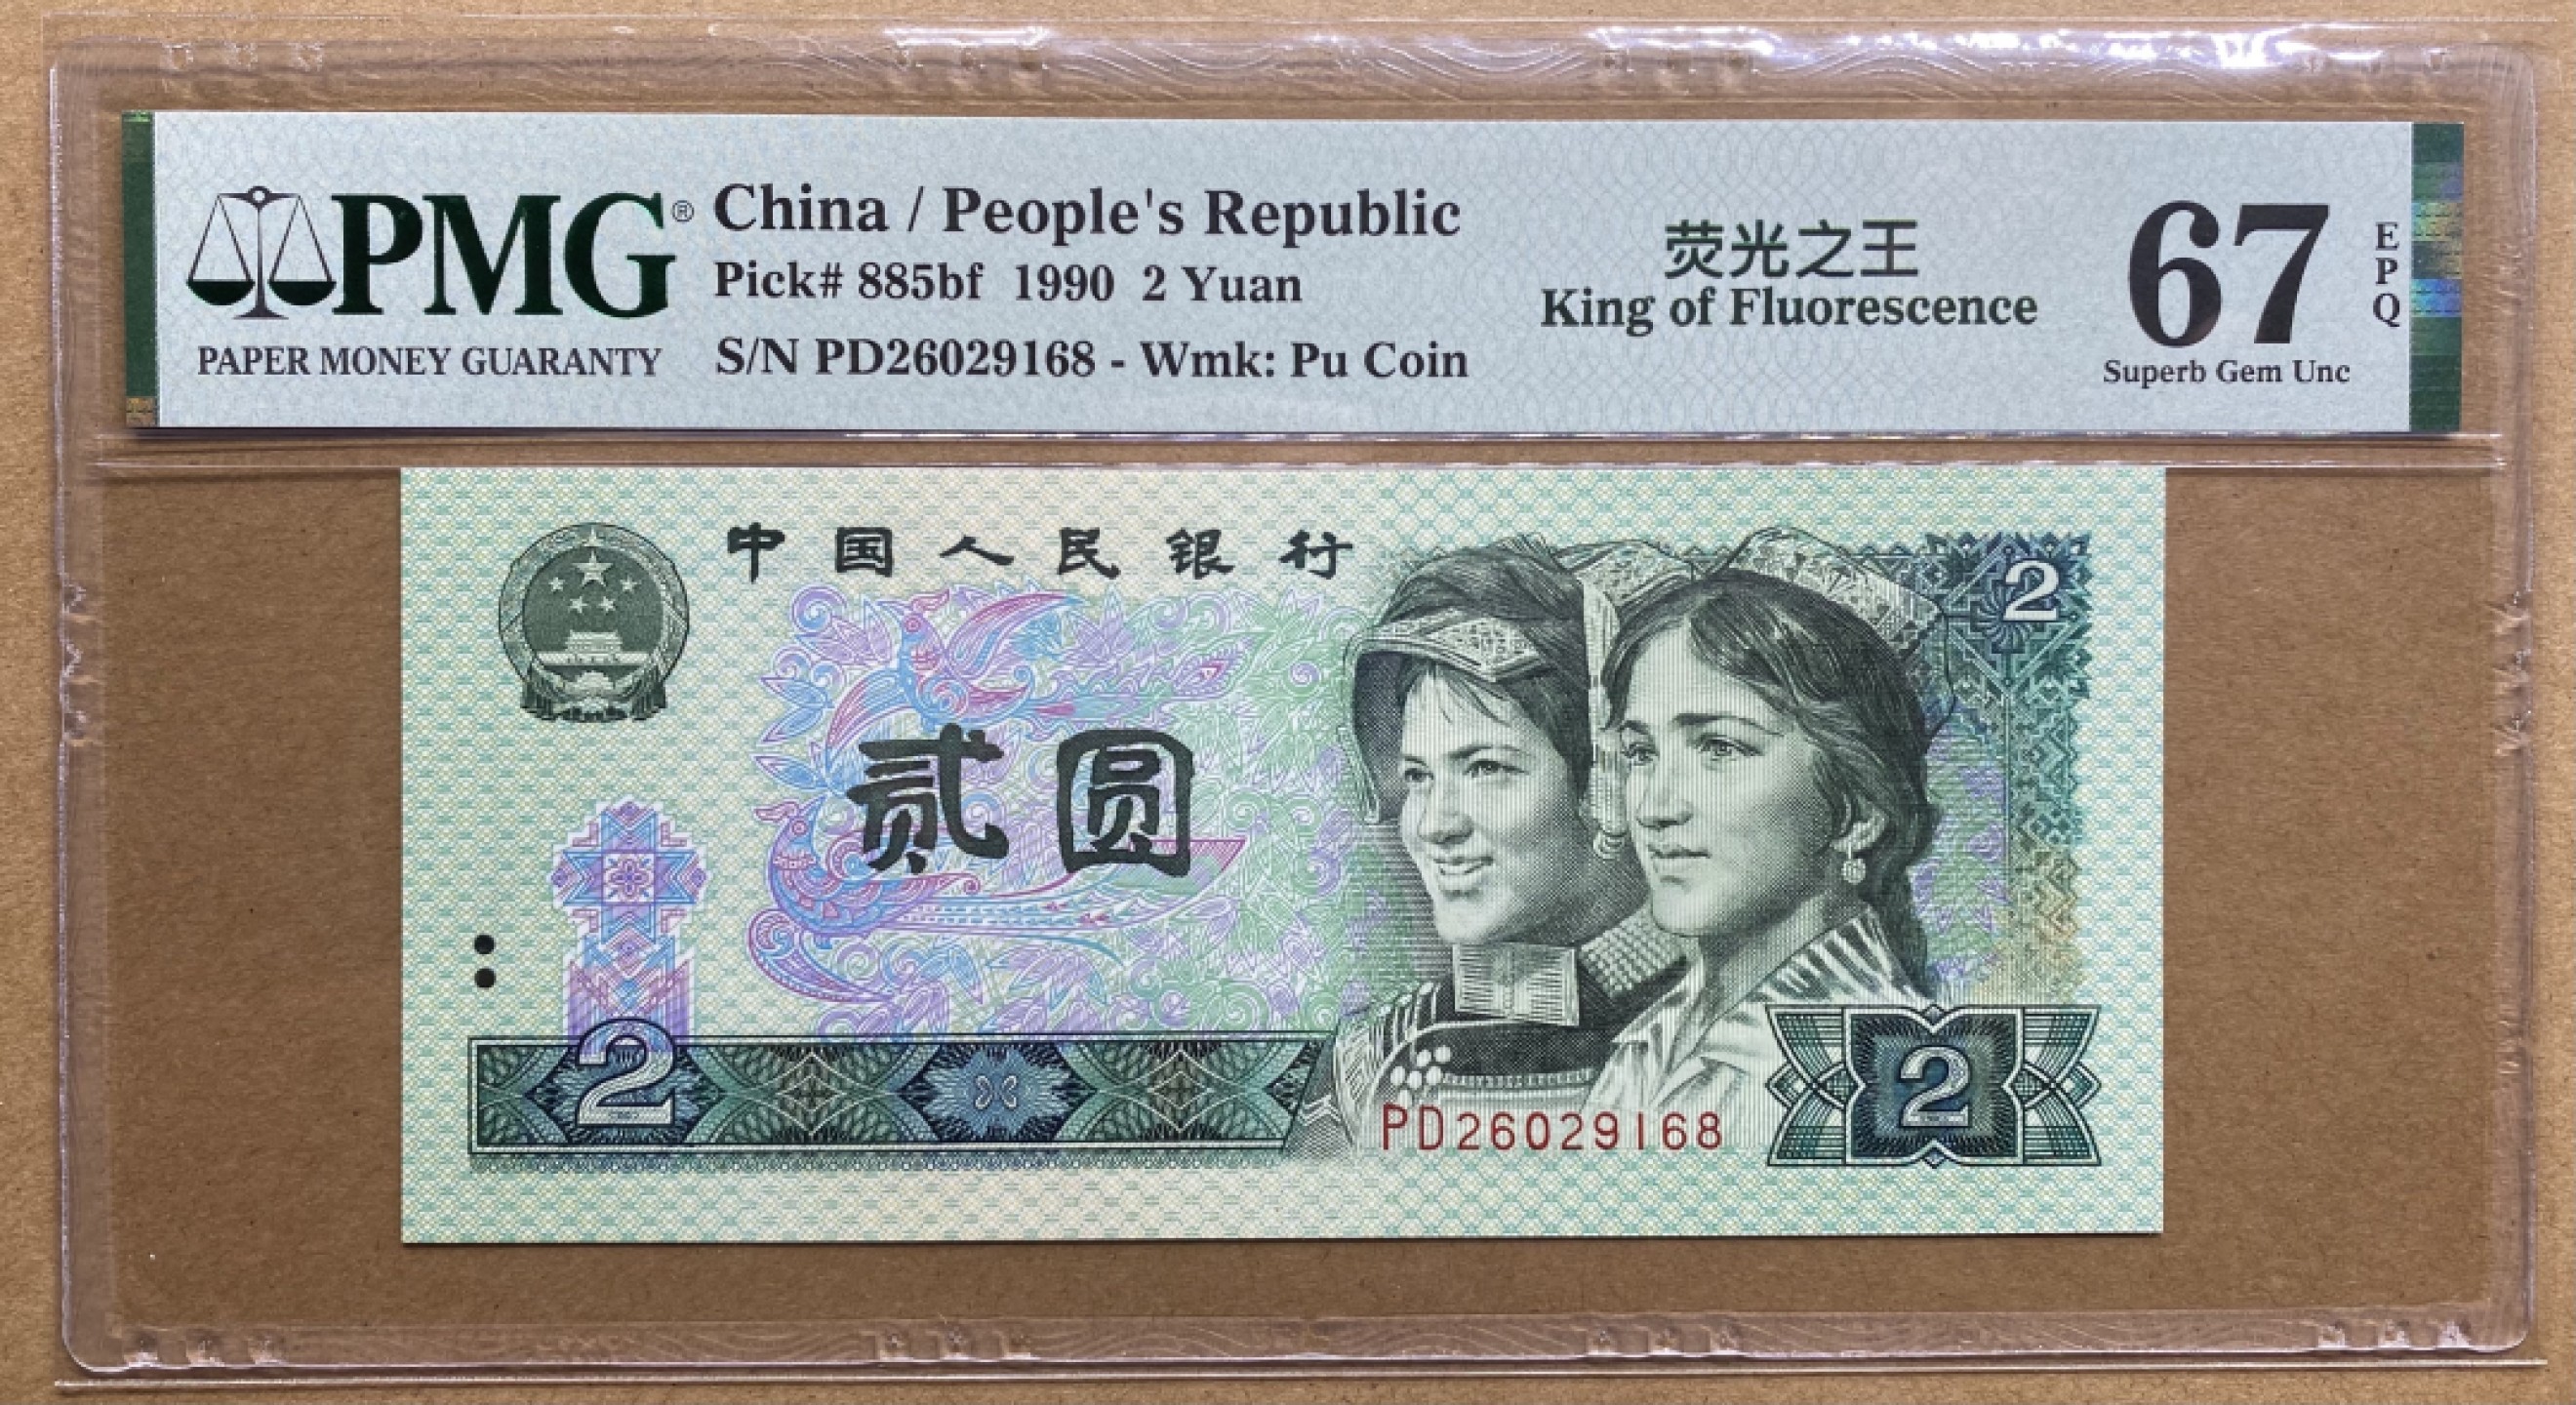 PMG®
PAPER MONEY GUARANTY
China / People's Republic
Pick# 885bf 1990 2 Yuan
S/N PD26029168 - Wmk: Pu Coin
荧光之王
King of Fluorescence
67
EPQ
Superb Gem Unc
中国人民银行
2
贰圆
2
PD26029168
2